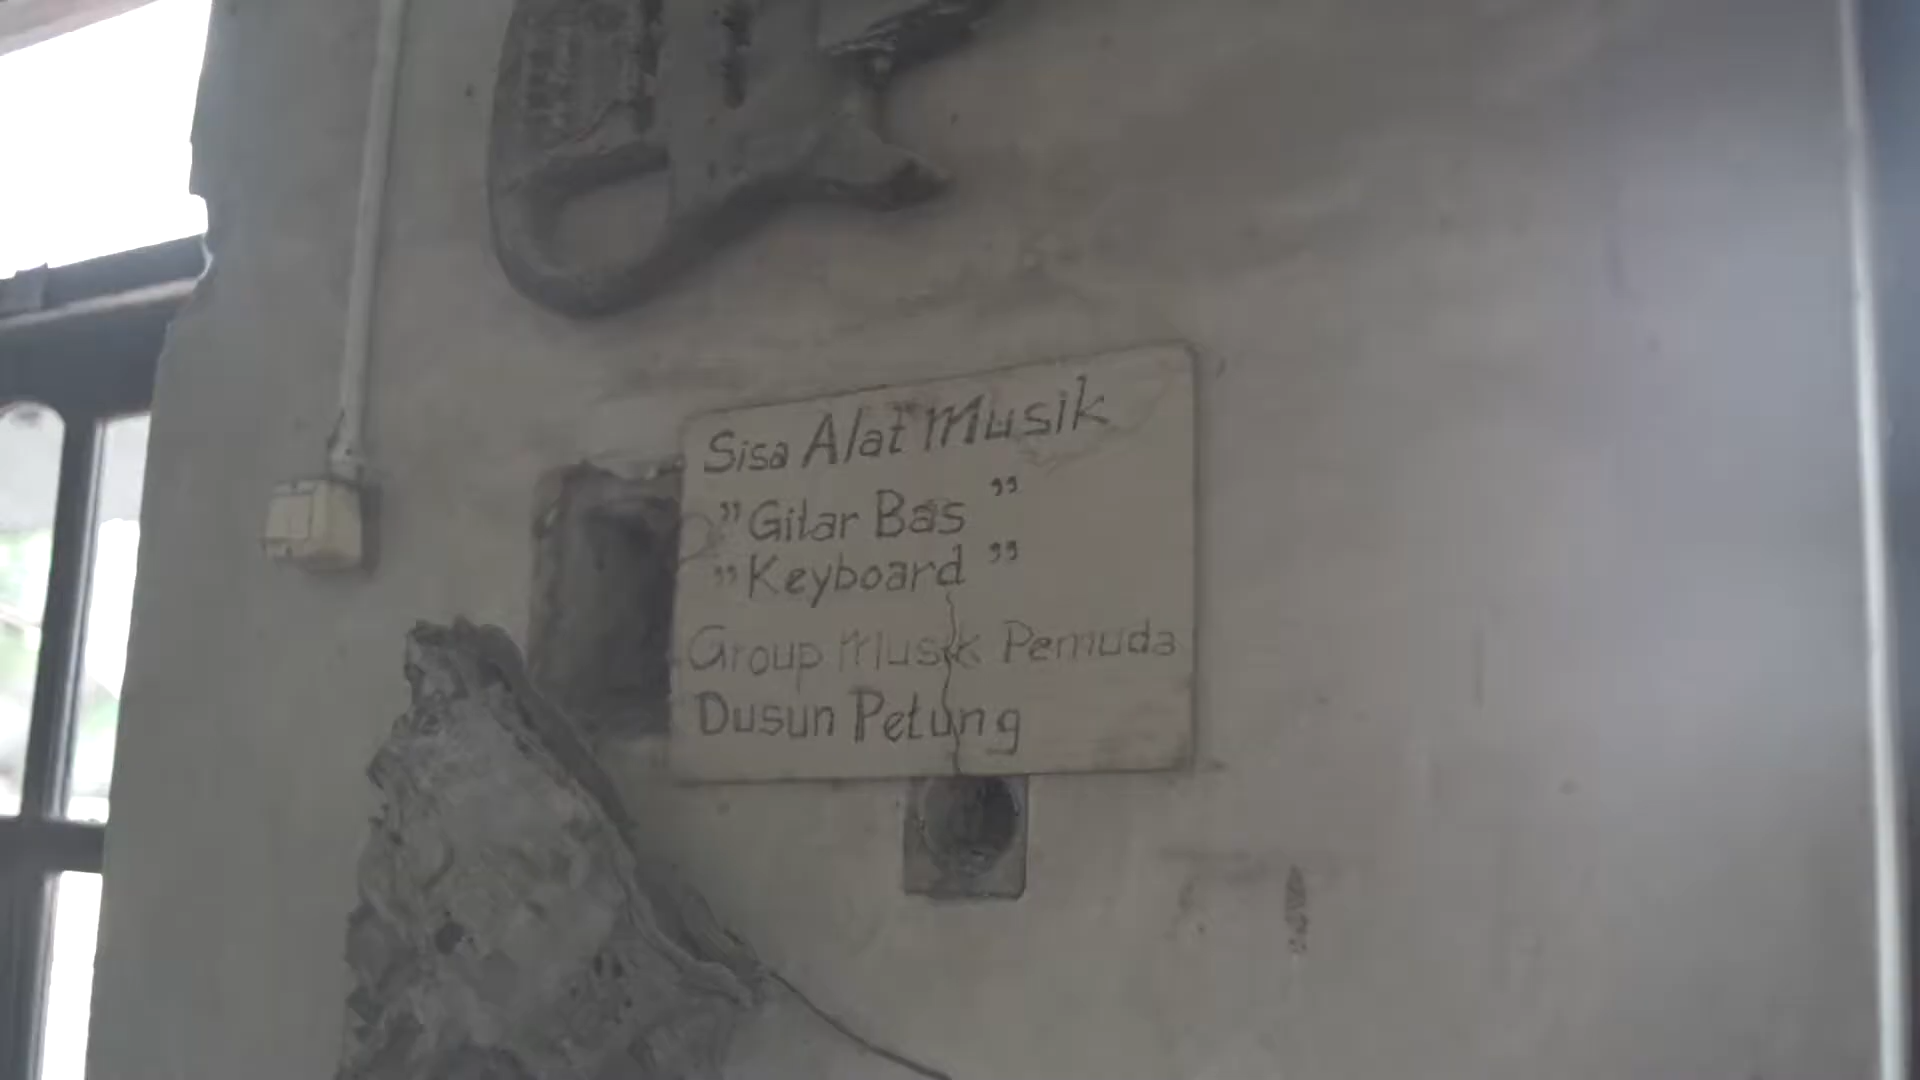 Sisa Alat Musik
"Gitar Bas"
"Keyboard"
Group Musik Pemuda
Dusun Petung